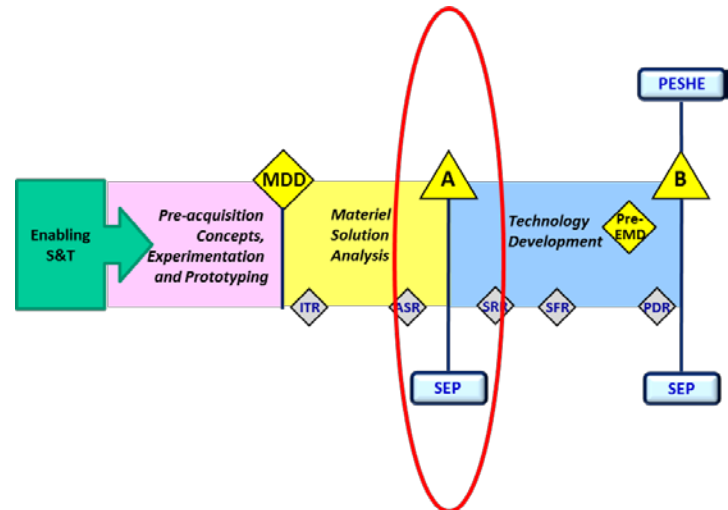 PESHE
MDD
A
B
Enabling
S&T
Pre-acquisition
Concepts,
Experimentation
and Prototyping
Materiel
Solution
Analysis
Technology
Development
Pre-
EMD
ITR
ASR
SRR
SFR
PDR
SEP
SEP